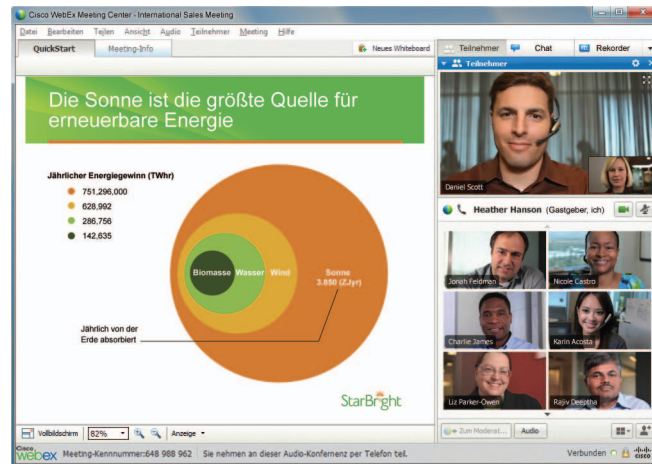 Cisco WebEx Meeting Center - International Sales Meeting
Datei Bearbeiten Teilen Ansicht Audio Teilnehmer Meeting Hilfe
QuickStart Meeting-Info Neues Whiteboard
Teilnehmer Chat Rekorder
Teilnehmer
Die Sonne ist die größte Quelle für
erneuerbare Energie
Jährlicher Energiegewinn (TWhr)
751,296,000
628,992
286,756
142,635
Biomasse Wasser Wind Sonne
3.850 (ZJyr)
Jährlich von der
Erde absorbiert
StarBright
Daniel Scott
Heather Hanson (Gastgeber, ich)
Jonah Feldman
Nicole Castro
Charlie James
Karin Acosta
Liz Parker-Owen
Rajiv Deeptha
Vollbildschirm 82% Anzeige
Zum Moderat... Audio
Cisco
webex Meeting-Kennnummer:648 988 962 Sie nehmen an dieser Audio-Konferenz per Telefon teil. Verbunden
CISCO